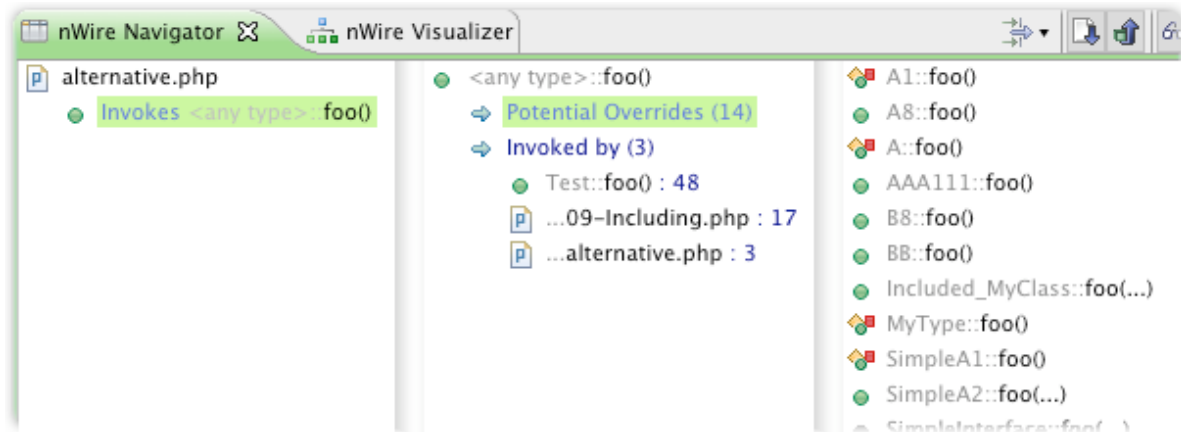 nWire Navigator
nWire Visualizer
alternative.php
Invokes <any type>::foo()
<any type>::foo()
Potential Overrides (14)
Invoked by (3)
Test::foo() : 48
...09-Including.php : 17
...alternative.php : 3
A1::foo()
A8::foo()
A::foo()
AAA111::foo()
B8::foo()
BB::foo()
Included_MyClass::foo(...)
MyType::foo()
SimpleA1::foo()
SimpleA2::foo(...)
SimpleInterface::foo(...)